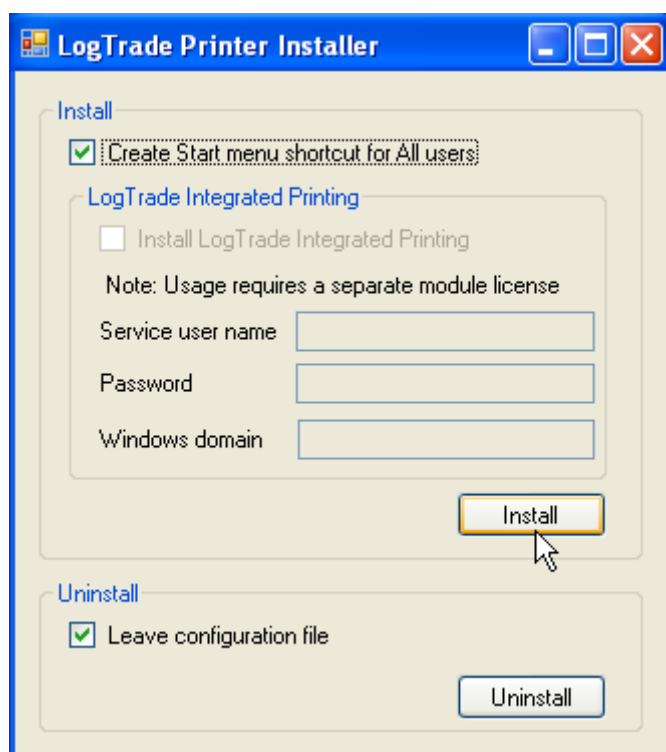 LogTrade Printer Installer
Install
Create Start menu shortcut for All users
LogTrade Integrated Printing
Install LogTrade Integrated Printing
Note: Usage requires a separate module license
Service user name
Password
Windows domain
Install
Uninstall
Leave configuration file
Uninstall